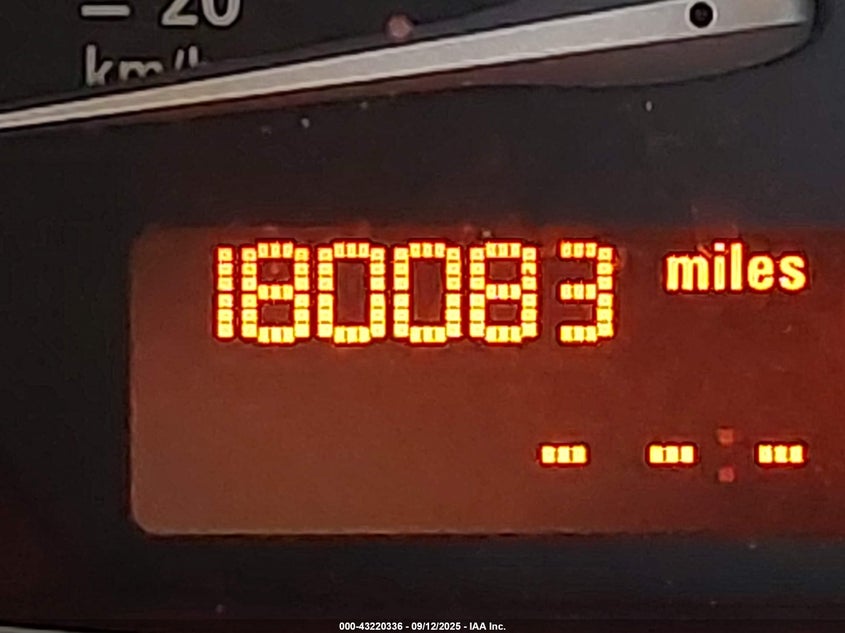 20
km/h
180083 miles
- - : -
000-43220336 - 09/12/2025 - IAA Inc.